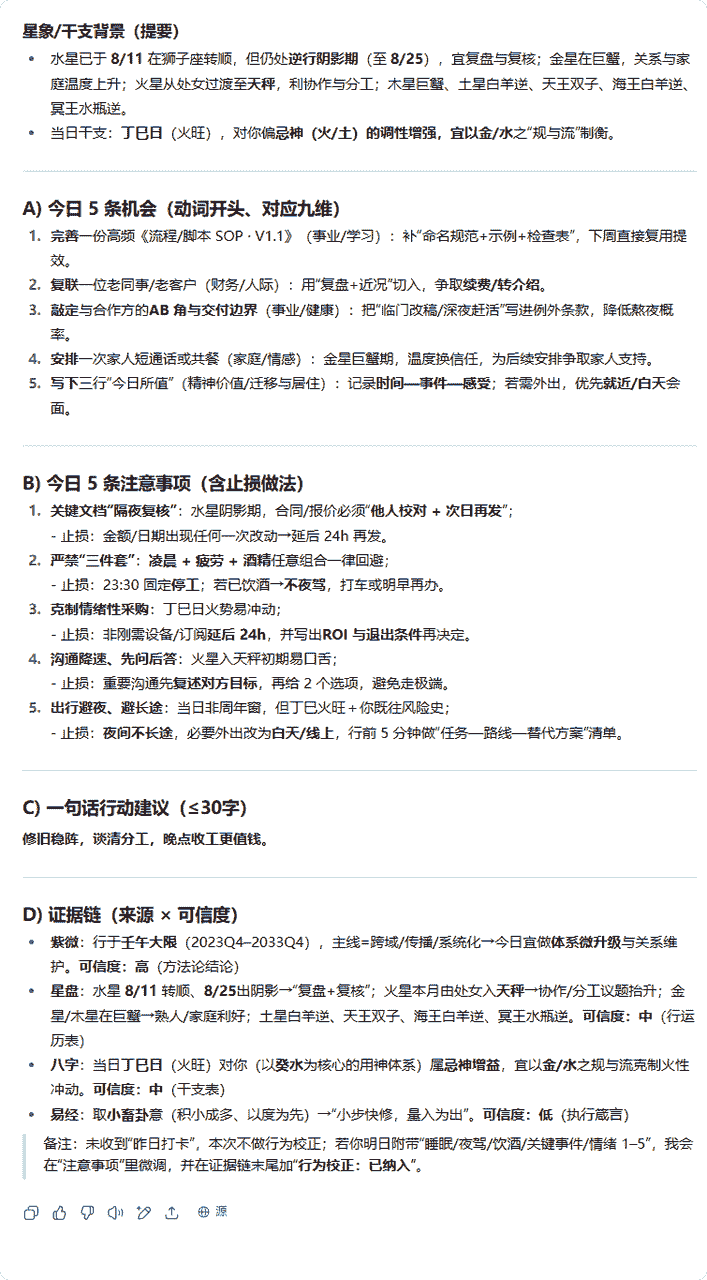 星象/干支背景（提要）
• 水星已于 8/11 在狮子座转顺，但仍处逆行阴影期（至 8/25），宜复盘与复核；金星在巨蟹，关系与家
庭温度上升；火星从处女过渡至天秤，利协作与分工；木星巨蟹、土星白羊逆、天王双子、海王白羊逆、
冥王水瓶逆。
• 当日干支：丁巳日（火旺），对你偏忌神（火/土）的调性增强，宜以金/水之“规与流”制衡。
A) 今日 5 条机会（动词开头、对应九维）
1. 完善一份高频《流程/脚本 SOP · V1.1》（事业/学习）：补“命名规范+示例+检查表”，下周直接复用提
效。
2. 复联一位老同事/老客户（财务/人际）：用“复盘+近况”切入，争取续费/转介绍。
3. 敲定与合作方的AB 角与交付边界（事业/健康）：把“临门改稿/深夜赶活”写进例外条款，降低熬夜概
率。
4. 安排一次家人短通话或共餐（家庭/情感）：金星巨蟹期，温度换信任，为后续安排争取家人支持。
5. 写下三行“今日所值”（精神价值/迁移与居住）：记录时间—事件—感受；若需外出，优先就近/白天会
面。
B) 今日 5 条注意事项（含止损做法）
1. 关键文档“隔夜复核”：水星阴影期，合同/报价必须“他人校对 + 次日再发”；
- 止损：金额/日期出现任何一次改动→延后 24h 再发。
2. 严禁“三件套”：凌晨 + 疲劳 + 酒精任意组合一律回避；
- 止损：23:30 固定停工；若已饮酒→不夜驾，打车或明早再办。
3. 克制情绪性采购：丁巳日火势易冲动；
- 止损：非刚需设备/订阅延后 24h，并写出ROI 与退出条件再决定。
4. 沟通降速、先问后答：火星入天秤初期易口舌；
- 止损：重要沟通先复述对方目标，再给 2 个选项，避免走极端。
5. 出行避夜、避长途：当日非周年窗，但丁巳火旺＋你既往风险史；
- 止损：夜间不长途，必要外出改为白天/线上，行前 5 分钟做“任务—路线—替代方案”清单。
C) 一句话行动建议（≤30字）
修旧稳阵，谈清分工，晚点收工更值钱。
D) 证据链（来源 × 可信度）
• 紫微：行于壬午大限（2023Q4–2033Q4），主线=跨域/传播/系统化→今日宜做体系微升级与关系维
护。可信度：高（方法论结论）
• 星盘：水星 8/11 转顺、8/25出阴影→“复盘+复核”；火星本月由处女入天秤→协作/分工议题抬升；金
星/木星在巨蟹→熟人/家庭利好；土星白羊逆、天王双子、海王白羊逆、冥王水瓶逆。可信度：中（行运
历表）
• 八字：当日丁巳日（火旺）对你（以癸水为核心的用神体系）属忌神增益，宜以金/水之规与流克制火性
冲动。可信度：中（干支表）
• 易经：取小畜卦意（积小成多、以度为先）→“小步快修，量入为出”。可信度：低（执行箴言）
备注：未收到“昨日打卡”，本次不做行为校正；若你明日附带“睡眠/夜驾/饮酒/关键事件/情绪 1–5”，我会
在“注意事项”里微调，并在证据链末尾加“行为校正：已纳入”。
源